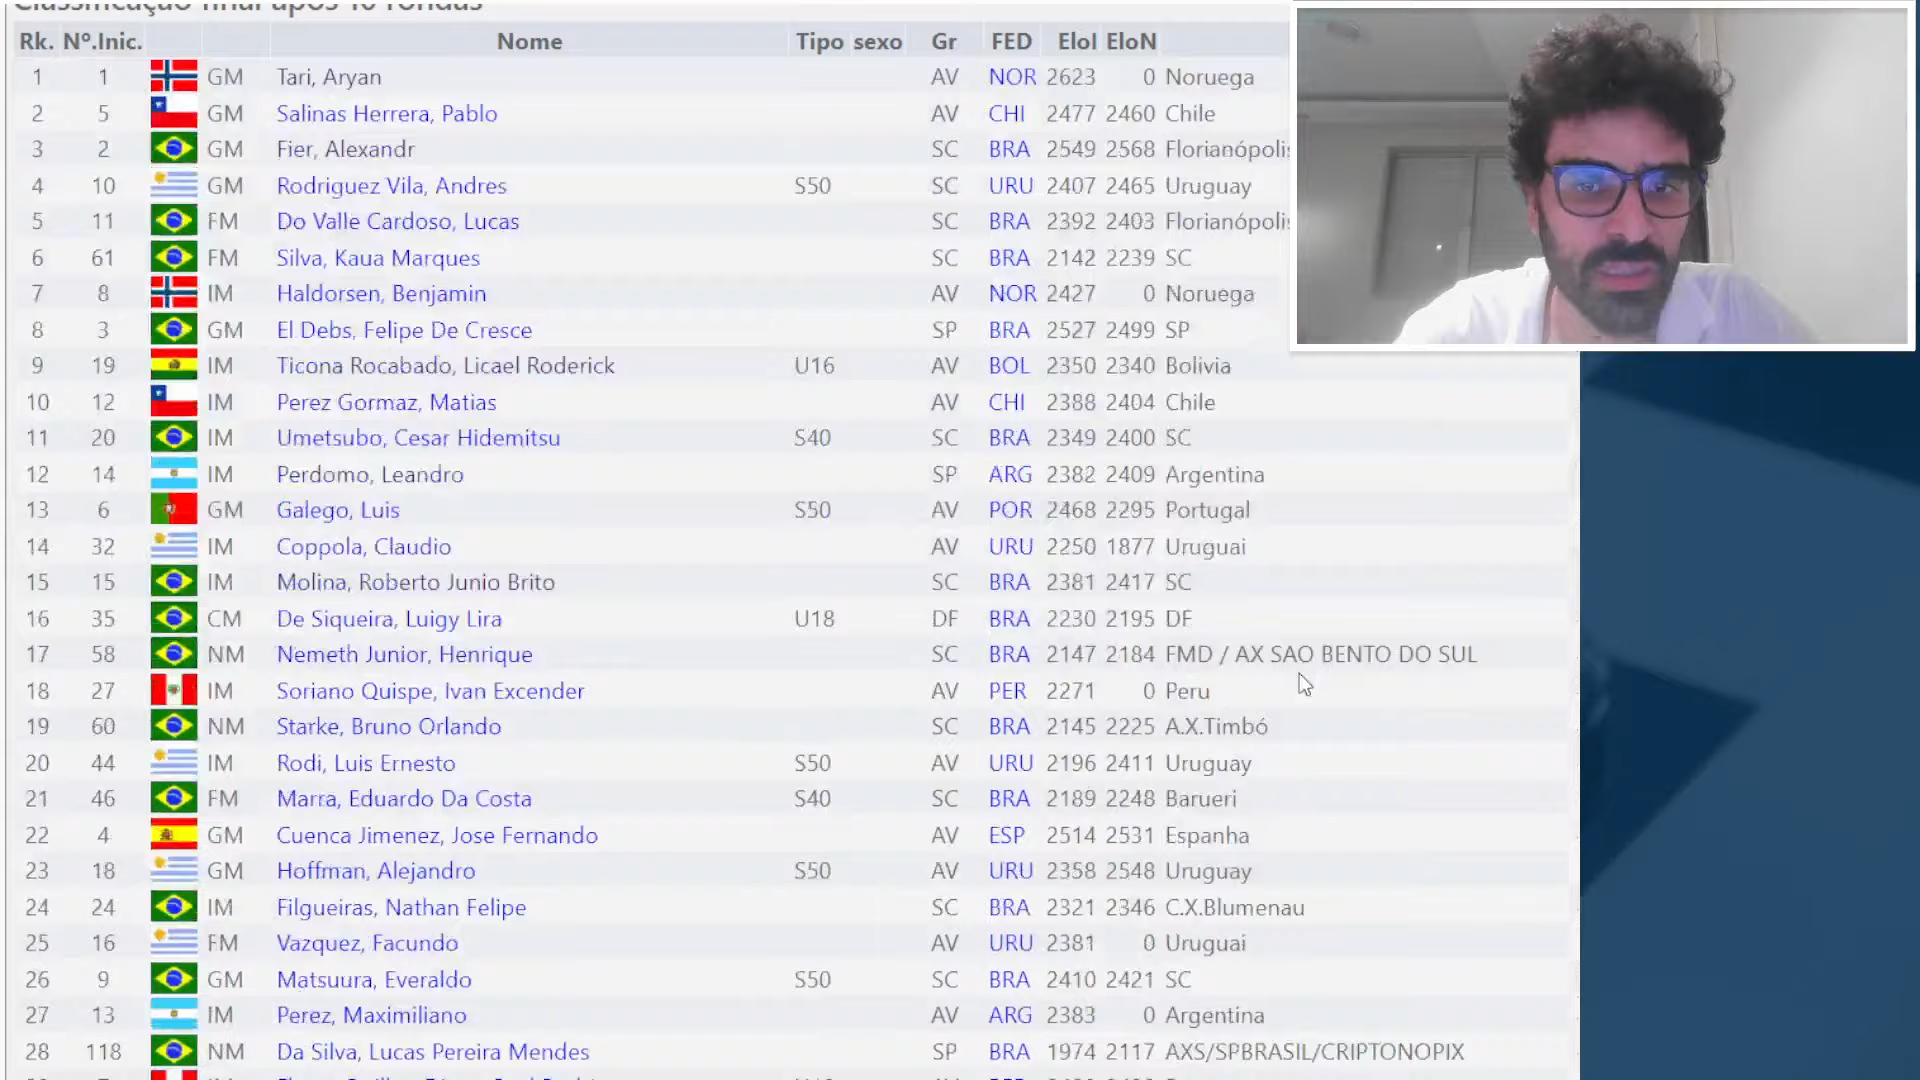 Classificação final após 10 rondas
Rk. Nº.Inic. Nome Tipo sexo Gr FED EloI EloN
1 1 GM Tari, Aryan AV NOR 2623 0 Noruega
2 5 GM Salinas Herrera, Pablo AV CHI 2477 2460 Chile
3 2 GM Fier, Alexandr SC BRA 2549 2568 Florianópolis
4 10 GM Rodriguez Vila, Andres S50 SC URU 2407 2465 Uruguay
5 11 FM Do Valle Cardoso, Lucas SC BRA 2392 2403 Florianópolis
6 61 FM Silva, Kaua Marques SC BRA 2142 2239 SC
7 8 IM Haldorsen, Benjamin AV NOR 2427 0 Noruega
8 3 GM El Debs, Felipe De Cresce SP BRA 2527 2499 SP
9 19 IM Ticona Rocabado, Licael Roderick U16 AV BOL 2350 2340 Bolivia
10 12 IM Perez Gormaz, Matias AV CHI 2388 2404 Chile
11 20 IM Umetsubo, Cesar Hidemitsu S40 SC BRA 2349 2400 SC
12 14 IM Perdomo, Leandro SP ARG 2382 2409 Argentina
13 6 GM Galego, Luis S50 AV POR 2468 2295 Portugal
14 32 IM Coppola, Claudio AV URU 2250 1877 Uruguai
15 15 IM Molina, Roberto Junio Brito SC BRA 2381 2417 SC
16 35 CM De Siqueira, Luigy Lira U18 DF BRA 2230 2195 DF
17 58 NM Nemeth Junior, Henrique SC BRA 2147 2184 FMD / AX SAO BENTO DO SUL
18 27 IM Soriano Quispe, Ivan Excender AV PER 2271 0 Peru
19 60 NM Starke, Bruno Orlando SC BRA 2145 2225 A.X.Timbó
20 44 IM Rodi, Luis Ernesto S50 AV URU 2196 2411 Uruguay
21 46 FM Marra, Eduardo Da Costa S40 SC BRA 2189 2248 Barueri
22 4 GM Cuenca Jimenez, Jose Fernando AV ESP 2514 2531 Espanha
23 18 GM Hoffman, Alejandro S50 AV URU 2358 2548 Uruguay
24 24 IM Filgueiras, Nathan Felipe SC BRA 2321 2346 C.X.Blumenau
25 16 FM Vazquez, Facundo AV URU 2381 0 Uruguai
26 9 GM Matsuura, Everaldo S50 SC BRA 2410 2421 SC
27 13 IM Perez, Maximiliano AV ARG 2383 0 Argentina
28 118 NM Da Silva, Lucas Pereira Mendes SP BRA 1974 2117 AXS/SPBRASIL/CRIPTONOPIX